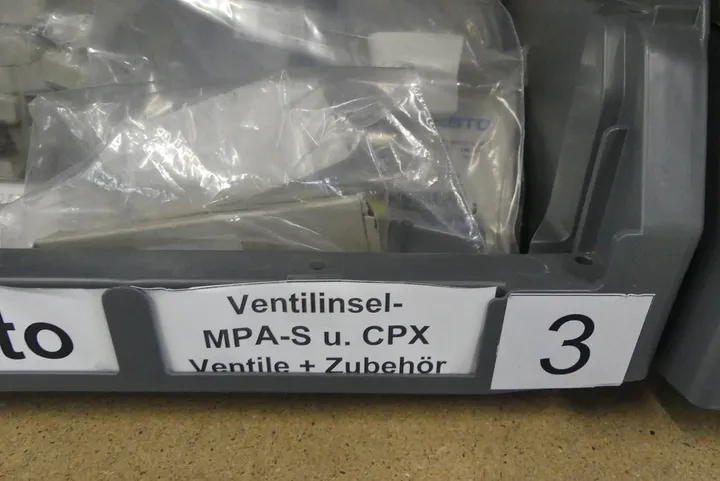 to
Ventilinsel-
MPA-S u. CPX
Ventile + Zubehör
3